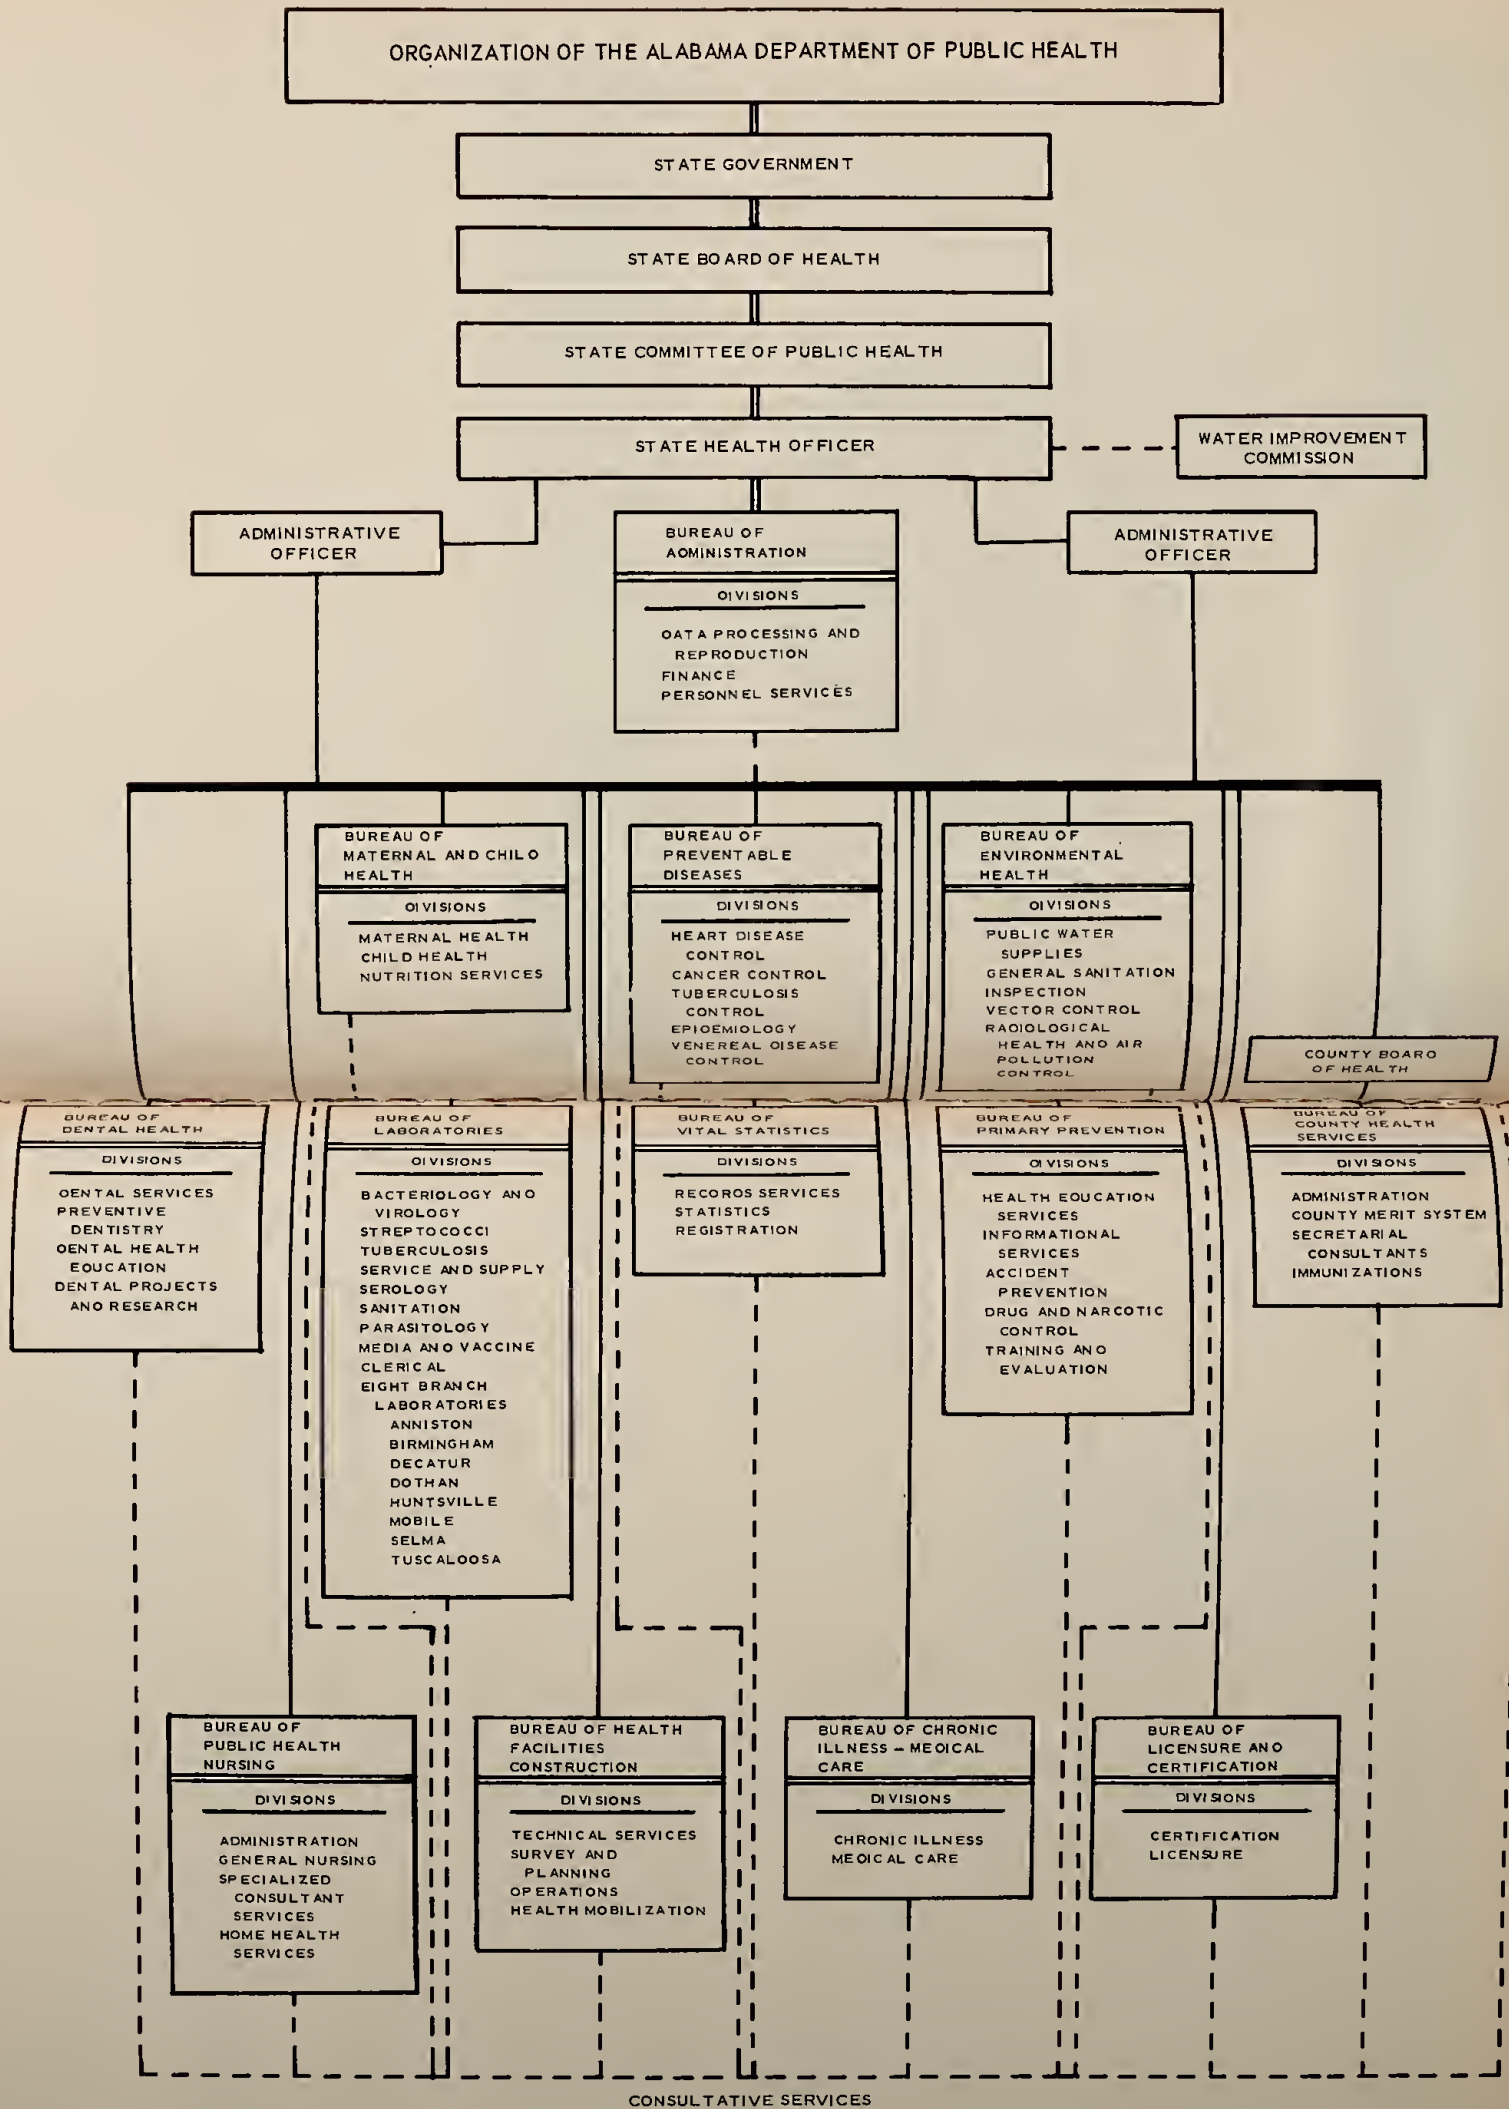 ORGANIZATION OF THE ALABAMA DEPARTMENT OF PUBLIC HEALTH
STATE GOVERNMENT
STATE BOARD OF HEALTH
STATE COMMITTEE OF PUBLIC HEALTH
STATE HEALTH OFFICER
WATER IMPROVEMENT
COMMISSION
ADMINISTRATIVE
OFFICER
BUREAU OF
AOMINISTRATION
OIVISIONS
OATA PROCESSING AND
REPRODUCTION
FINANCE
PERSONNEL SERVICES
ADMINISTRATIVE
OFFICER
BUREAU OF
MATERNAL AND CHILO
HEALTH
OIVISIONS
MATERNAL HEALTH
CHILD HEALTH
NUTRITION SERVICES
BUREAU OF
PREVENTABLE
DISEASES
DIVISIONS
HEART DISEASE
CONTROL
CANCER CONTROL
TUBERCULOSIS
CONTROL
EPIOEMIOLOGY
VENEREAL OISEASE
CONTROL
BUREAU OF
ENVIRONMENTAL
HEALTH
OIVISIONS
PUBLIC WATER
SUPPLIES
GENERAL SANITATION
INSPECTION
VECTOR CONTROL
RAOIOLOGICAL
HEALTH AND AIR
POLLUTION
CONTROL
COUNTY BOARO
OF HEALTH
BUREAU OF
DENTAL HEALTH
DIVISIONS
OENTAL SERVICES
PREVENTIVE
DENTISTRY
OENTAL HEALTH
EDUCATION
DENTAL PROJECTS
ANO RESEARCH
BUREAU OF
LABORATORIES
OIVISIONS
BACTERIOLOGY ANO
VIROLOGY
STREPTOCOCCI
TUBERCULOSIS
SERVICE AND SUPPLY
SEROLOGY
SANITATION
PARASITOLOGY
MEDIA ANO VACCINE
CLERICAL
EIGHT BRANCH
LABORATORIES
ANNISTON
BIRMINGHAM
DECATUR
DOTHAN
HUNTSVILLE
MOBILE
SELMA
TUSCALOOSA
BUREAU OF
VITAL STATISTICS
DIVISIONS
RECOROS SERVICES
STATISTICS
REGISTRATION
BUREAU OF
PRIMARY PREVENTION
OIVISIONS
HEALTH EOUCATION
SERVICES
INFORMATIONAL
SERVICES
ACCIDENT
PREVENTION
DRUG AND NARCOTIC
CONTROL
TRAINING ANO
EVALUATION
BUREAU OF
COUNTY HEALTH
SERVICES
DIVISIONS
ADMINISTRATION
COUNTY MERIT SYSTEM
SECRETARIAL
CONSULTANTS
IMMUNIZATIONS
BUREAU OF
PUBLIC HEALTH
NURSING
DIVISIONS
ADMINISTRATION
GENERAL NURSING
SPECIALIZED
CONSULTANT
SERVICES
HOME HEALTH
SERVICES
BUREAU OF HEALTH
FACILITIES
CONSTRUCTION
DIVISIONS
TECHNICAL SERVICES
SURVEY AND
PLANNING
OPERATIONS
HEALTH MOBILIZATION
BUREAU OF CHRONIC
ILLNESS – MEDICAL
CARE
DIVISIONS
CHRONIC ILLNESS
MEDICAL CARE
BUREAU OF
LICENSURE AND
CERTIFICATION
DIVISIONS
CERTIFICATION
LICENSURE
CONSULTATIVE SERVICES